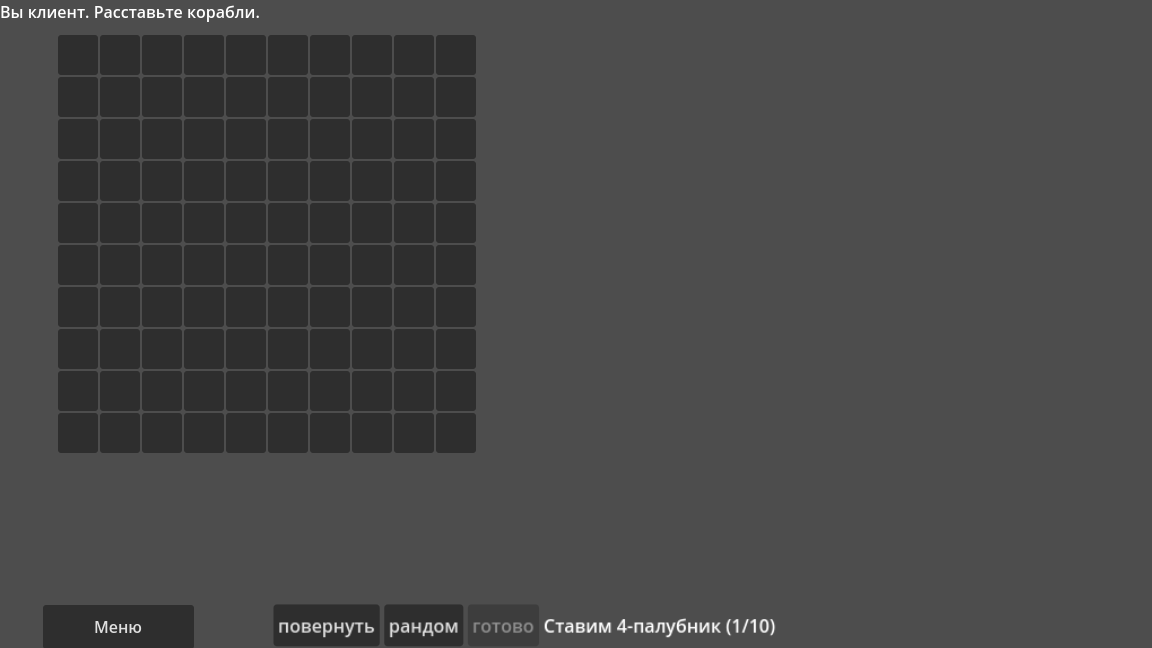 Вы клиент. Расставьте корабли.
Меню
повернуть рандом готово Ставим 4-палубник (1/10)